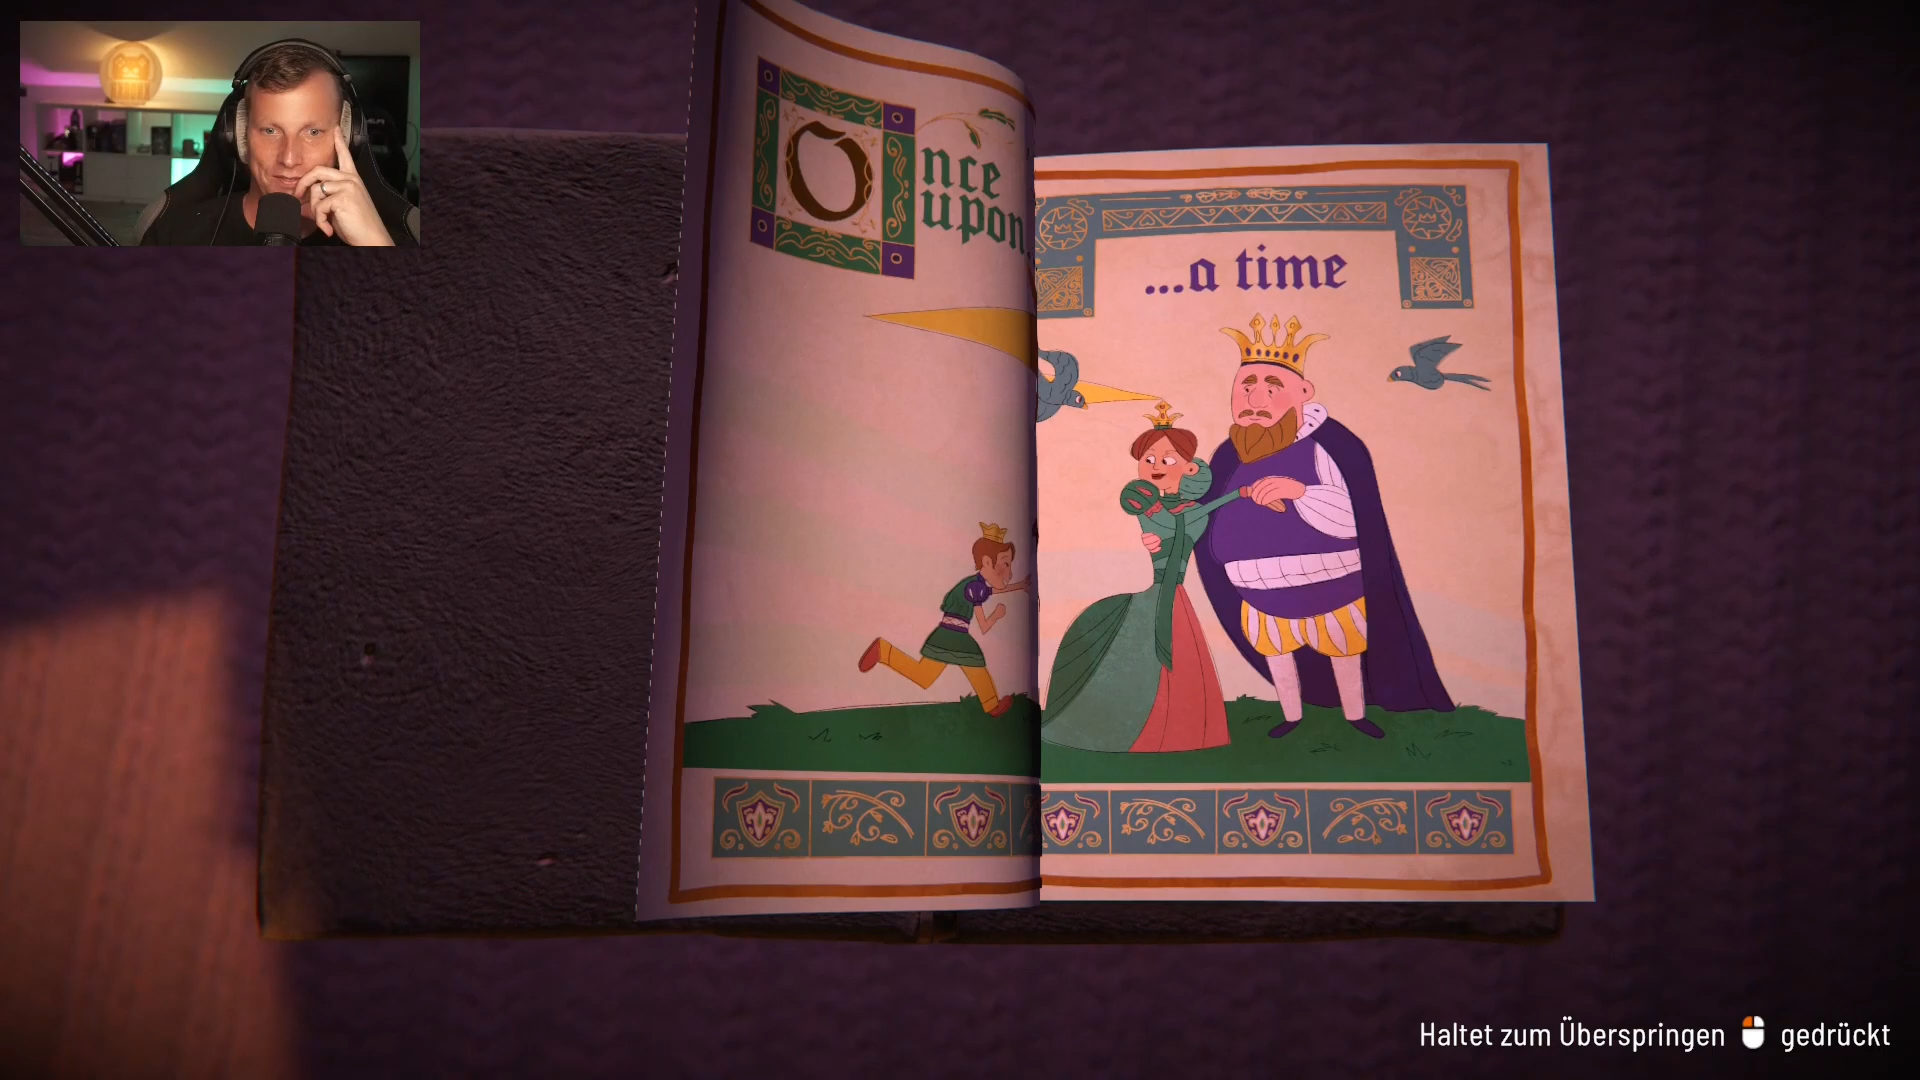 Once
upon...
...a time
Haltet zum Überspringen gedrückt